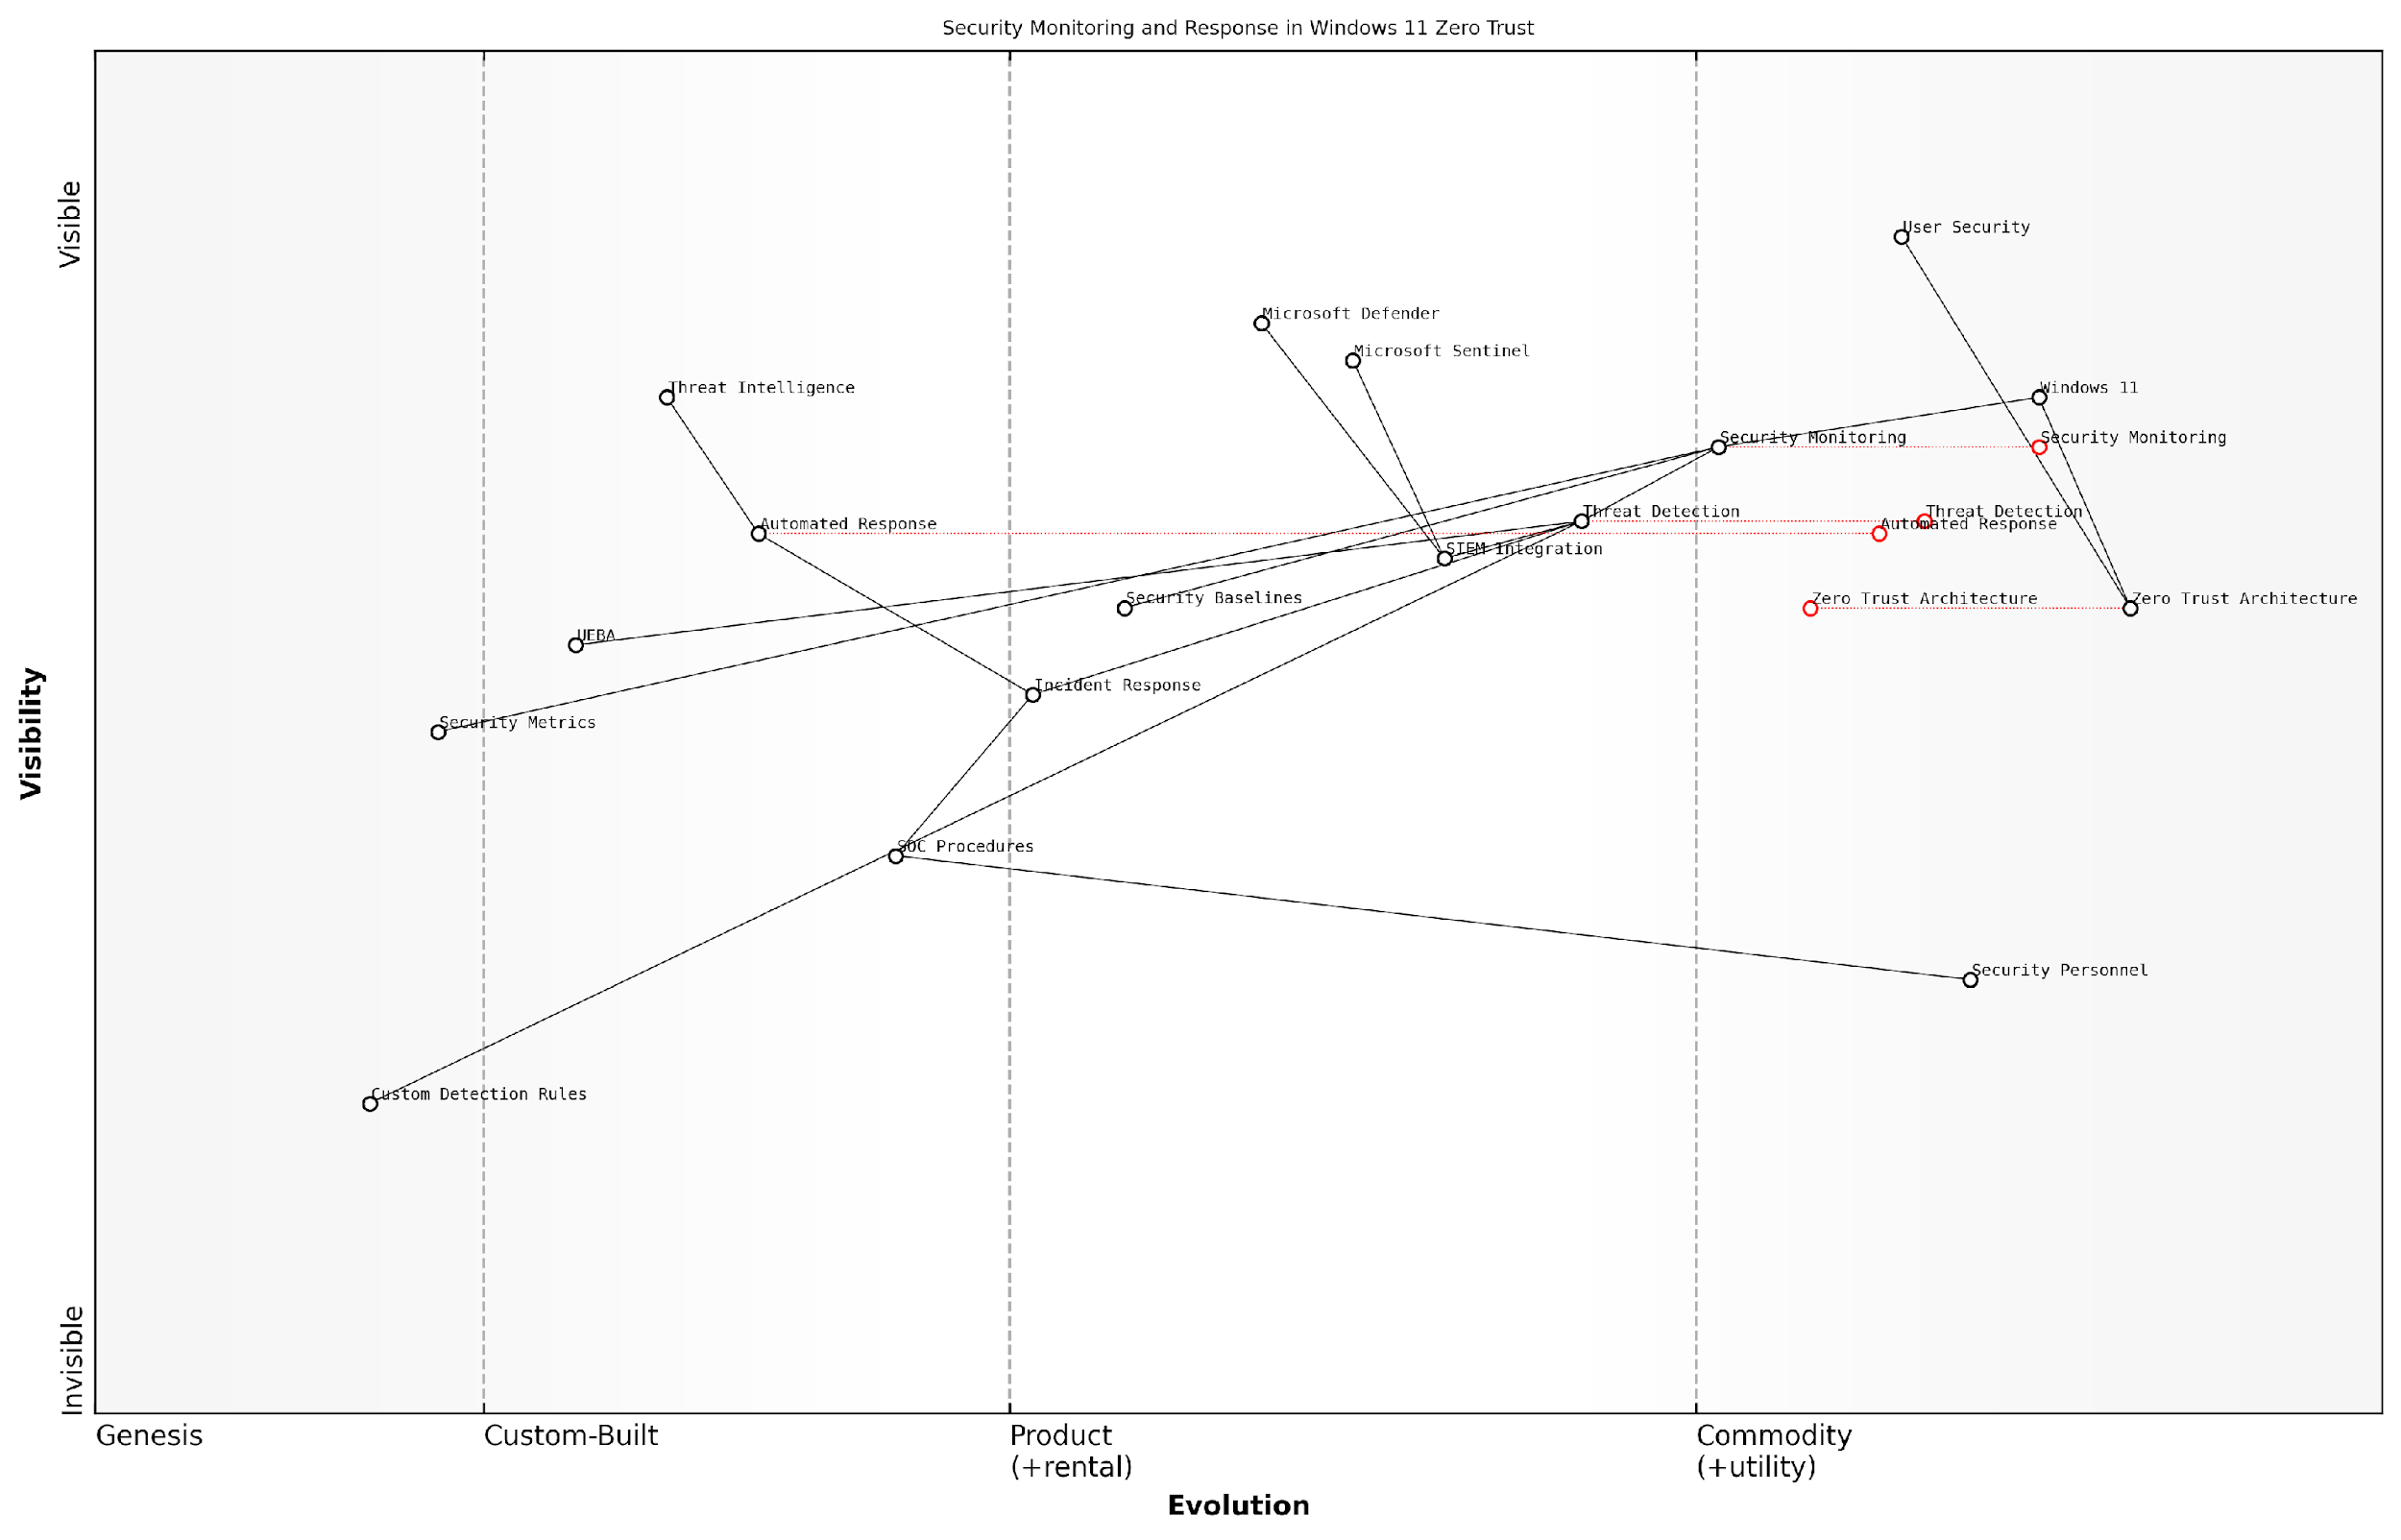 Security Monitoring and Response in Windows 11 Zero Trust
Visible
User Security
Microsoft Defender
Microsoft Sentinel
Threat Intelligence
Windows 11
Security Monitoring
Security Monitoring
Automated Response
Threat Detection
Threat Detection
Automated Response
SIEM Integration
Security Baselines
Zero Trust Architecture
Zero Trust Architecture
UEBA
Incident Response
Security Metrics
Visibility
SOC Procedures
Security Personnel
Custom Detection Rules
Invisible
Genesis
Custom-Built
Product
(+rental)
Commodity
(+utility)
Evolution